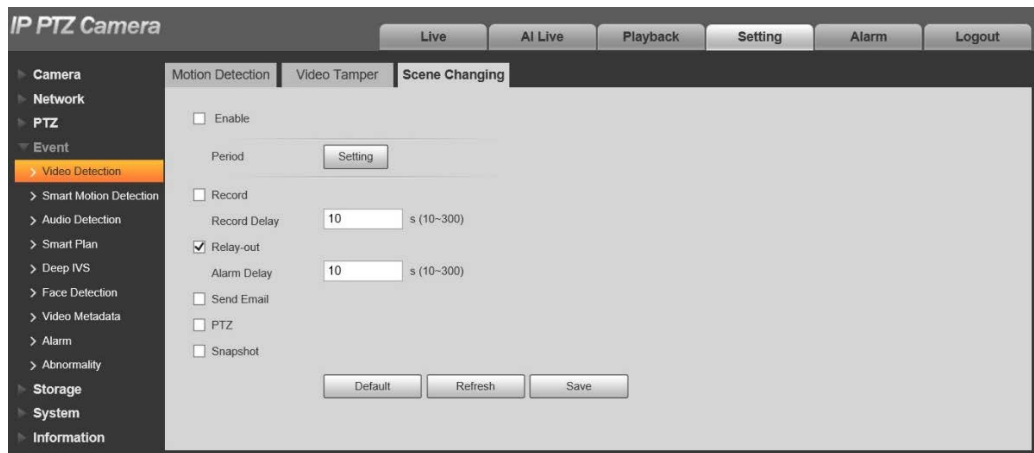 IP PTZ Camera
Live AI Live Playback Setting Alarm Logout
Camera
Network
PTZ
Event
Video Detection
Smart Motion Detection
Audio Detection
Smart Plan
Deep IVS
Face Detection
Video Metadata
Alarm
Abnormality
Storage
System
Information
Motion Detection Video Tamper Scene Changing
Enable
Period Setting
Record
Record Delay 10 s (10~300)
Relay-out
Alarm Delay 10 s (10~300)
Send Email
PTZ
Snapshot
Default Refresh Save